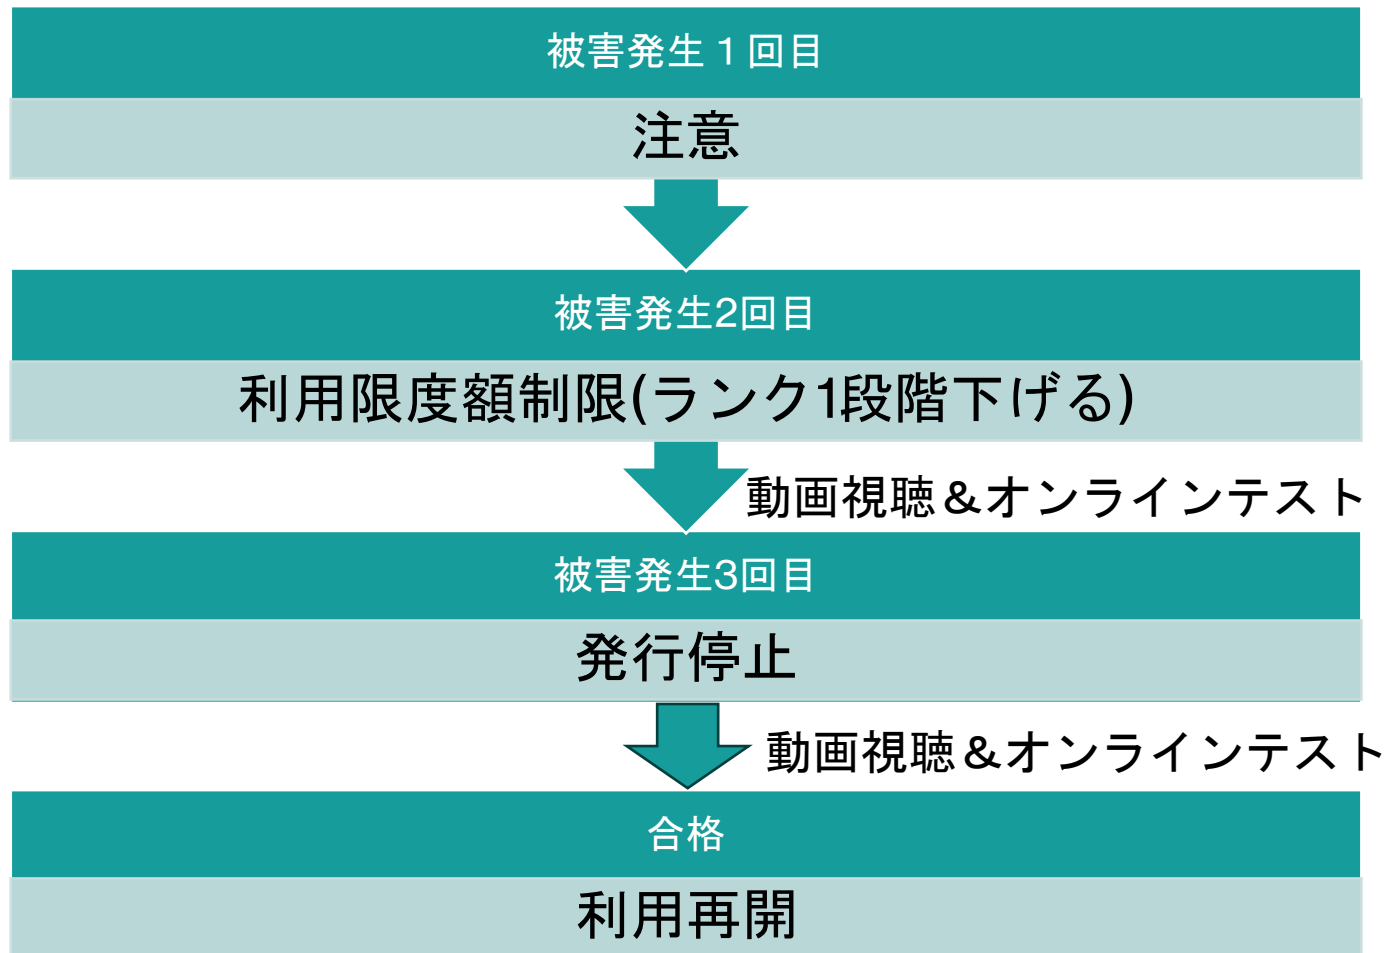 被害発生１回目
注意
被害発生2回目
利用限度額制限(ランク1段階下げる)
動画視聴＆オンラインテスト
被害発生3回目
発行停止
動画視聴＆オンラインテスト
合格
利用再開